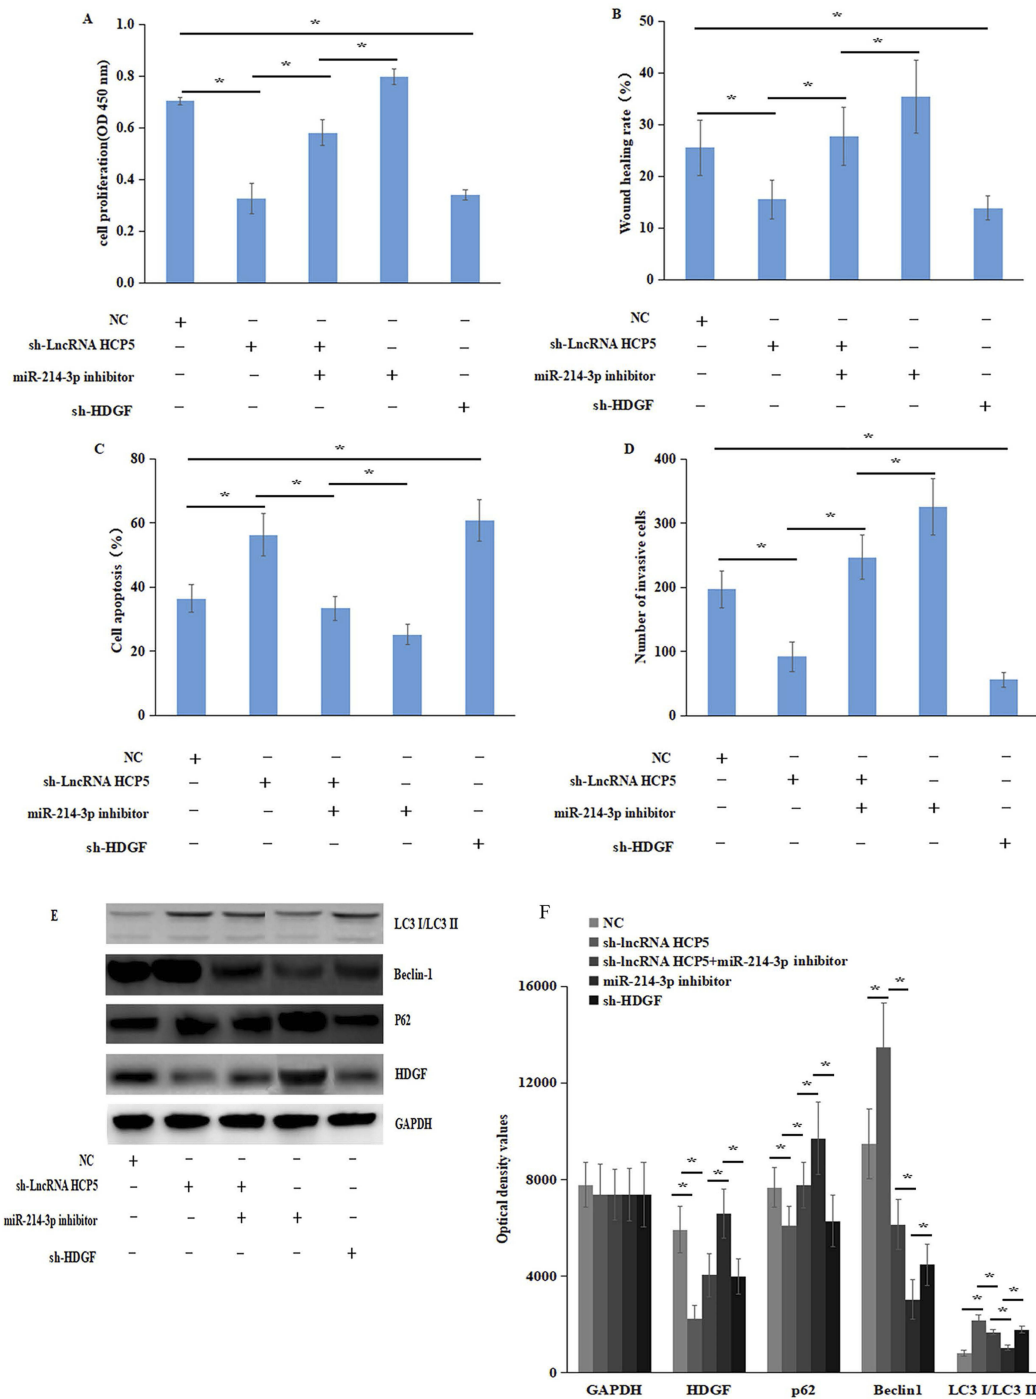 A
cell proliferation(OD 450 nm)
1.0
0.8
0.6
0.4
0.2
0.0
*
* * *
NC + − − − −
sh-LncRNA HCP5 − + + − −
miR-214-3p inhibitor − − + + −
sh-HDGF − − − − +
B
Wound healing rate (%)
50
40
30
20
10
0
*
* * *
NC + − − − −
sh-LncRNA HCP5 − + + − −
miR-214-3p inhibitor − − + + −
sh-HDGF − − − − +
C
Cell apoptosis (%)
80
60
40
20
0
*
* * *
NC + − − − −
sh-LncRNA HCP5 − + + − −
miR-214-3p inhibitor − − + + −
sh-HDGF − − − − +
D
Number of invasive cells
400
300
200
100
0
*
* * *
NC + − − − −
sh-LncRNA HCP5 − + + − −
miR-214-3p inhibitor − − + + −
sh-HDGF − − − − +
E
LC3 I/LC3 II
Beclin-1
P62
HDGF
GAPDH
NC + − − − −
sh-LncRNA HCP5 − + + − −
miR-214-3p inhibitor − − + + −
sh-HDGF − − − − +
F
NC
sh-lncRNA HCP5
sh-lncRNA HCP5+miR-214-3p inhibitor
miR-214-3p inhibitor
sh-HDGF
Optical density values
16000
12000
8000
4000
0
* * * *
* * * *
* * * *
* * * *
GAPDH HDGF p62 Beclin1 LC3 I/LC3 II